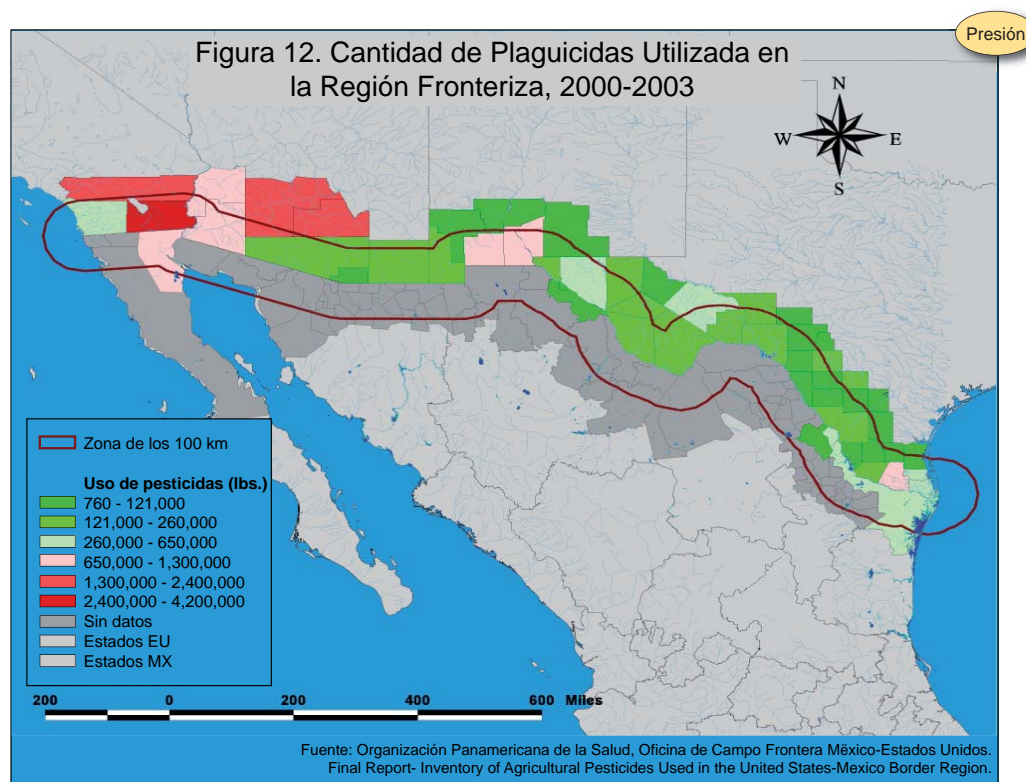 Presión
Figura 12. Cantidad de Plaguicidas Utilizada en
la Región Fronteriza, 2000-2003
N
W
E
S
Zona de los 100 km
Uso de pesticidas (lbs.)
760 - 121,000
121,000 - 260,000
260,000 - 650,000
650,000 - 1,300,000
1,300,000 - 2,400,000
2,400,000 - 4,200,000
Sin datos
Estados EU
Estados MX
200 0 200 400 600 Miles
Fuente: Organización Panamericana de la Salud, Oficina de Campo Frontera Mëxico-Estados Unidos.
Final Report- Inventory of Agricultural Pesticides Used in the United States-Mexico Border Region.